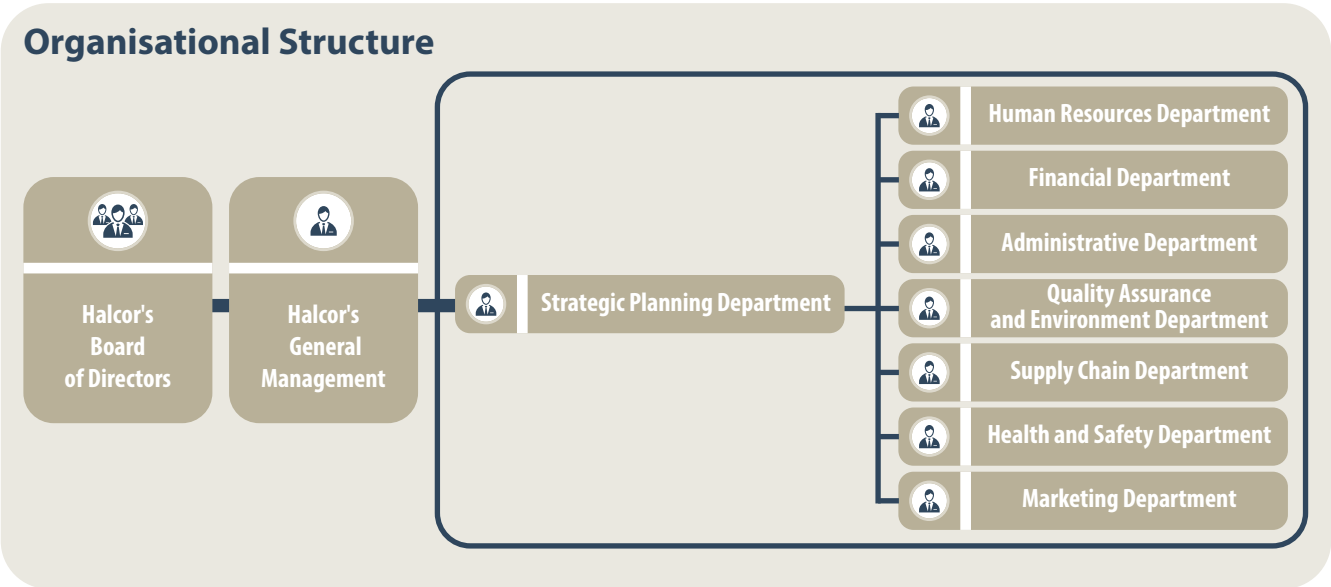 Organisational Structure
Halcor's
Board
of Directors
Halcor's
General
Management
Strategic Planning Department
Human Resources Department
Financial Department
Administrative Department
Quality Assurance
and Environment Department
Supply Chain Department
Health and Safety Department
Marketing Department